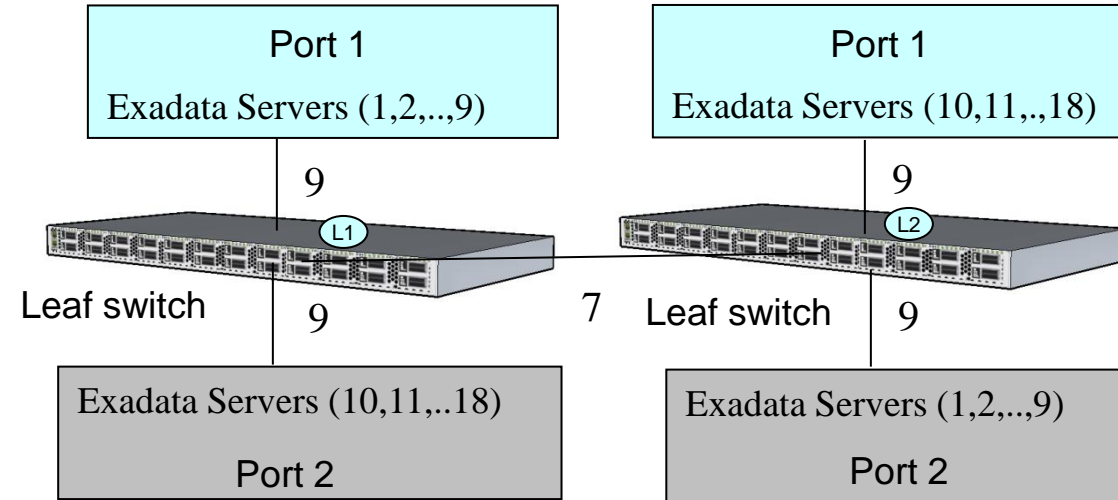 Port 1
Exadata Servers (1,2,..,9)
Port 1
Exadata Servers (10,11,.,18)
9
9
L1
L2
Leaf switch
9
7
Leaf switch
9
Exadata Servers (10,11,..18)
Port 2
Exadata Servers (1,2,..,9)
Port 2